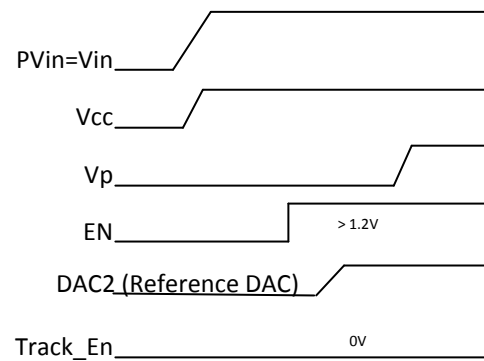 PVin=Vin
Vcc
Vp
EN
> 1.2V
DAC2 (Reference DAC)
Track_En
0V